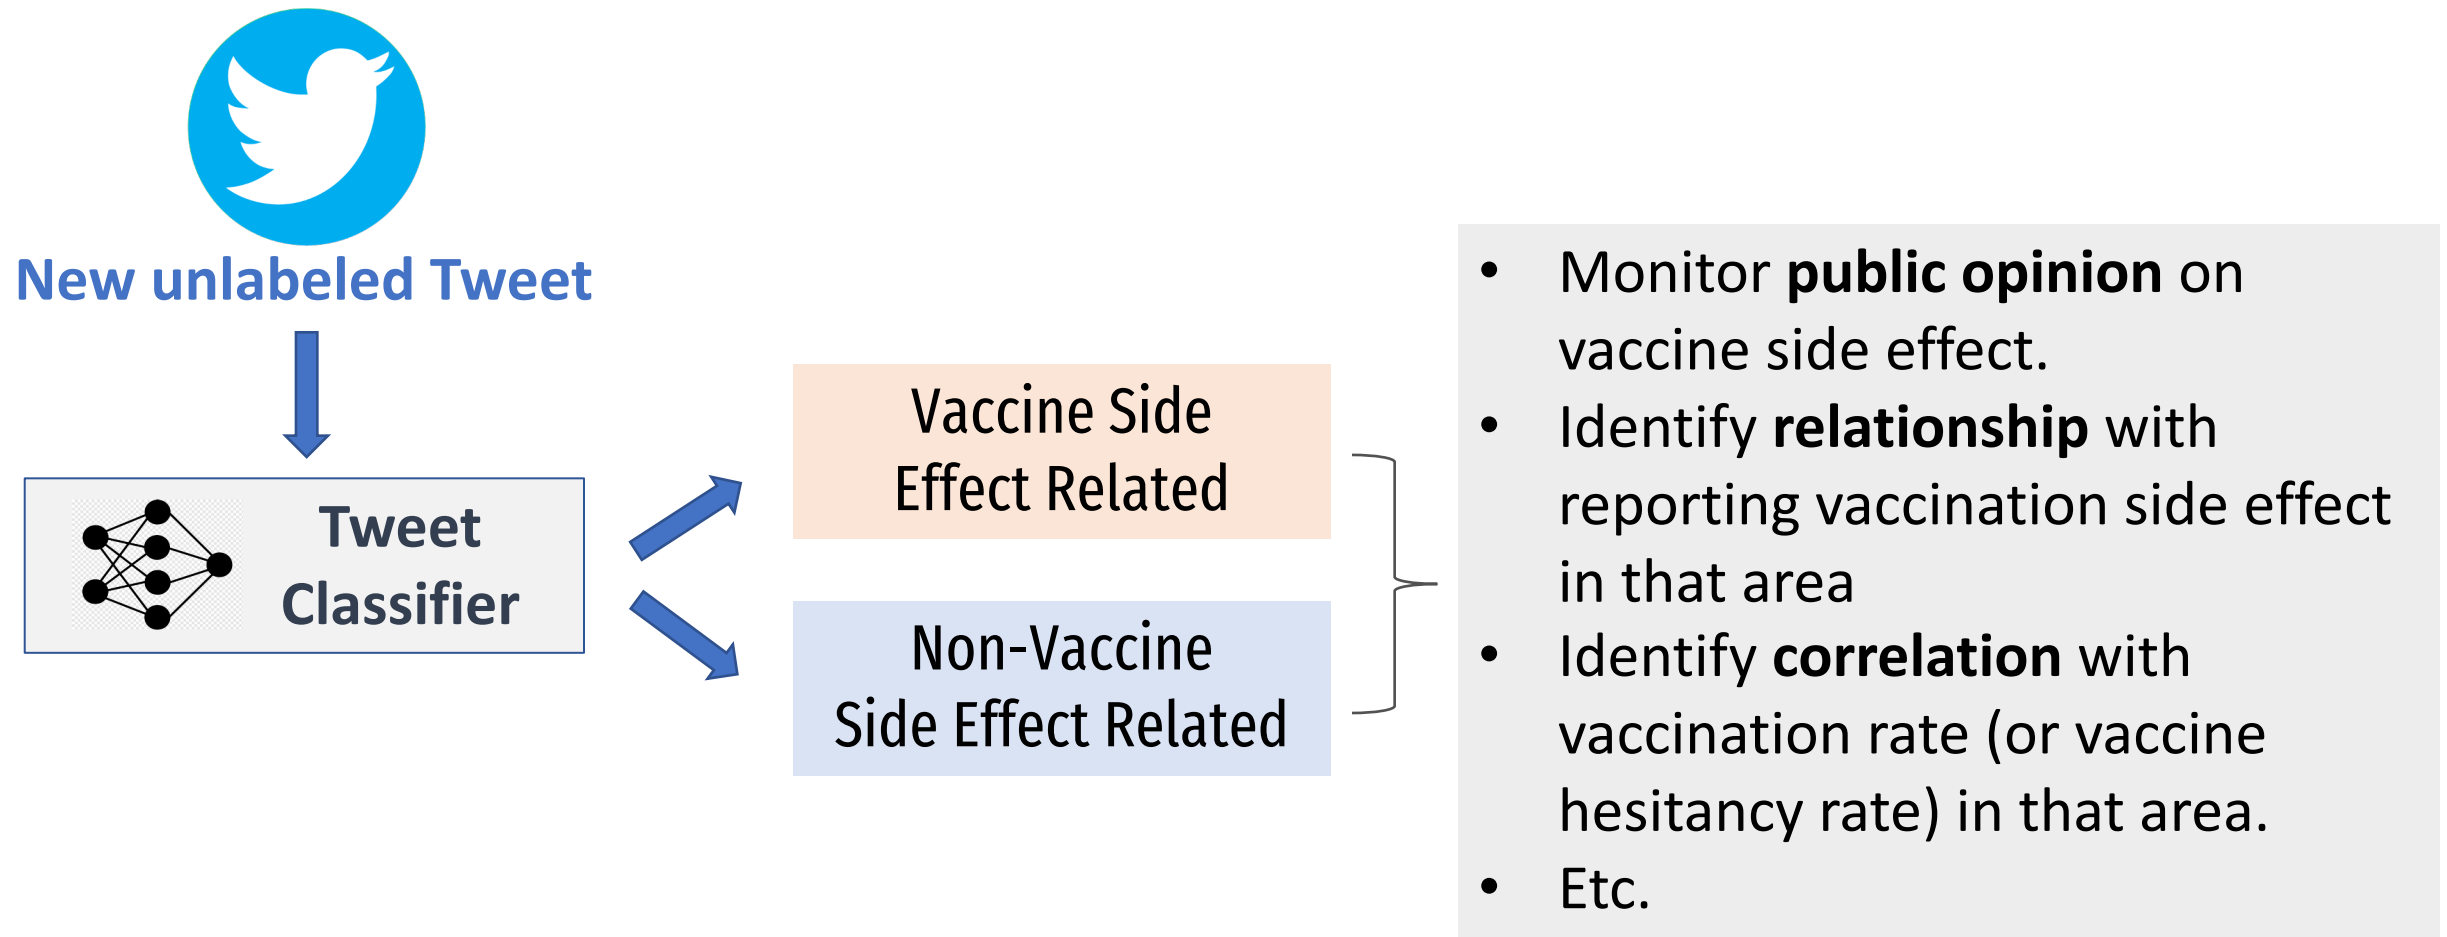 New unlabeled Tweet
Tweet
Classifier
Vaccine Side
Effect Related
Non-Vaccine
Side Effect Related
• Monitor public opinion on
vaccine side effect.
• Identify relationship with
reporting vaccination side effect
in that area
• Identify correlation with
vaccination rate (or vaccine
hesitancy rate) in that area.
• Etc.